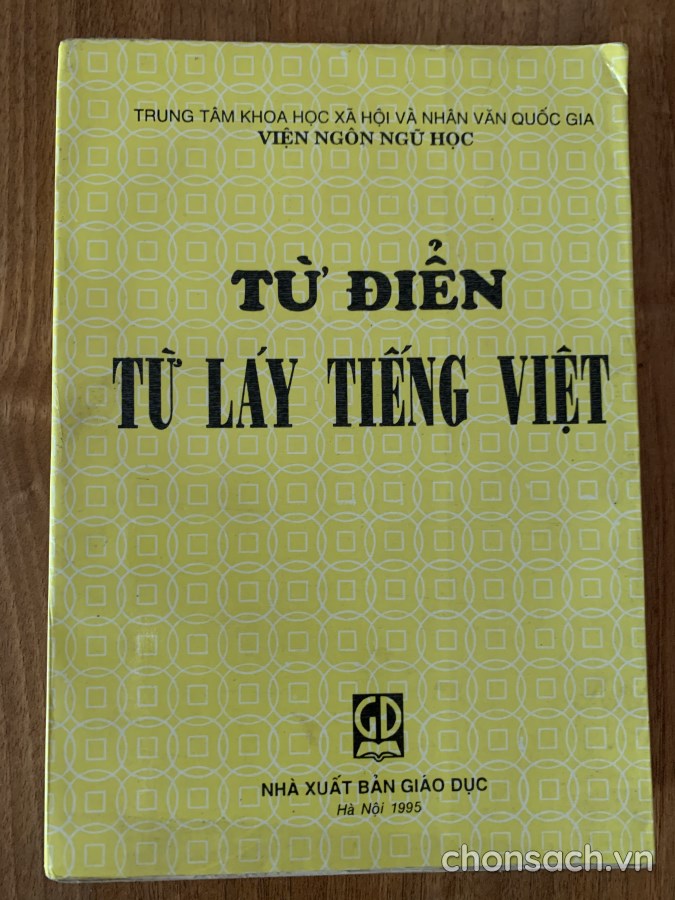 TRUNG TÂM KHOA HỌC XÃ HỘI VÀ NHÂN VĂN QUỐC GIA
VIỆN NGÔN NGỮ HỌC
TỪ ĐIỂN
TỪ LÁY TIẾNG VIỆT
GD
NHÀ XUẤT BẢN GIÁO DỤC
Hà Nội 1995
chonsach.vn